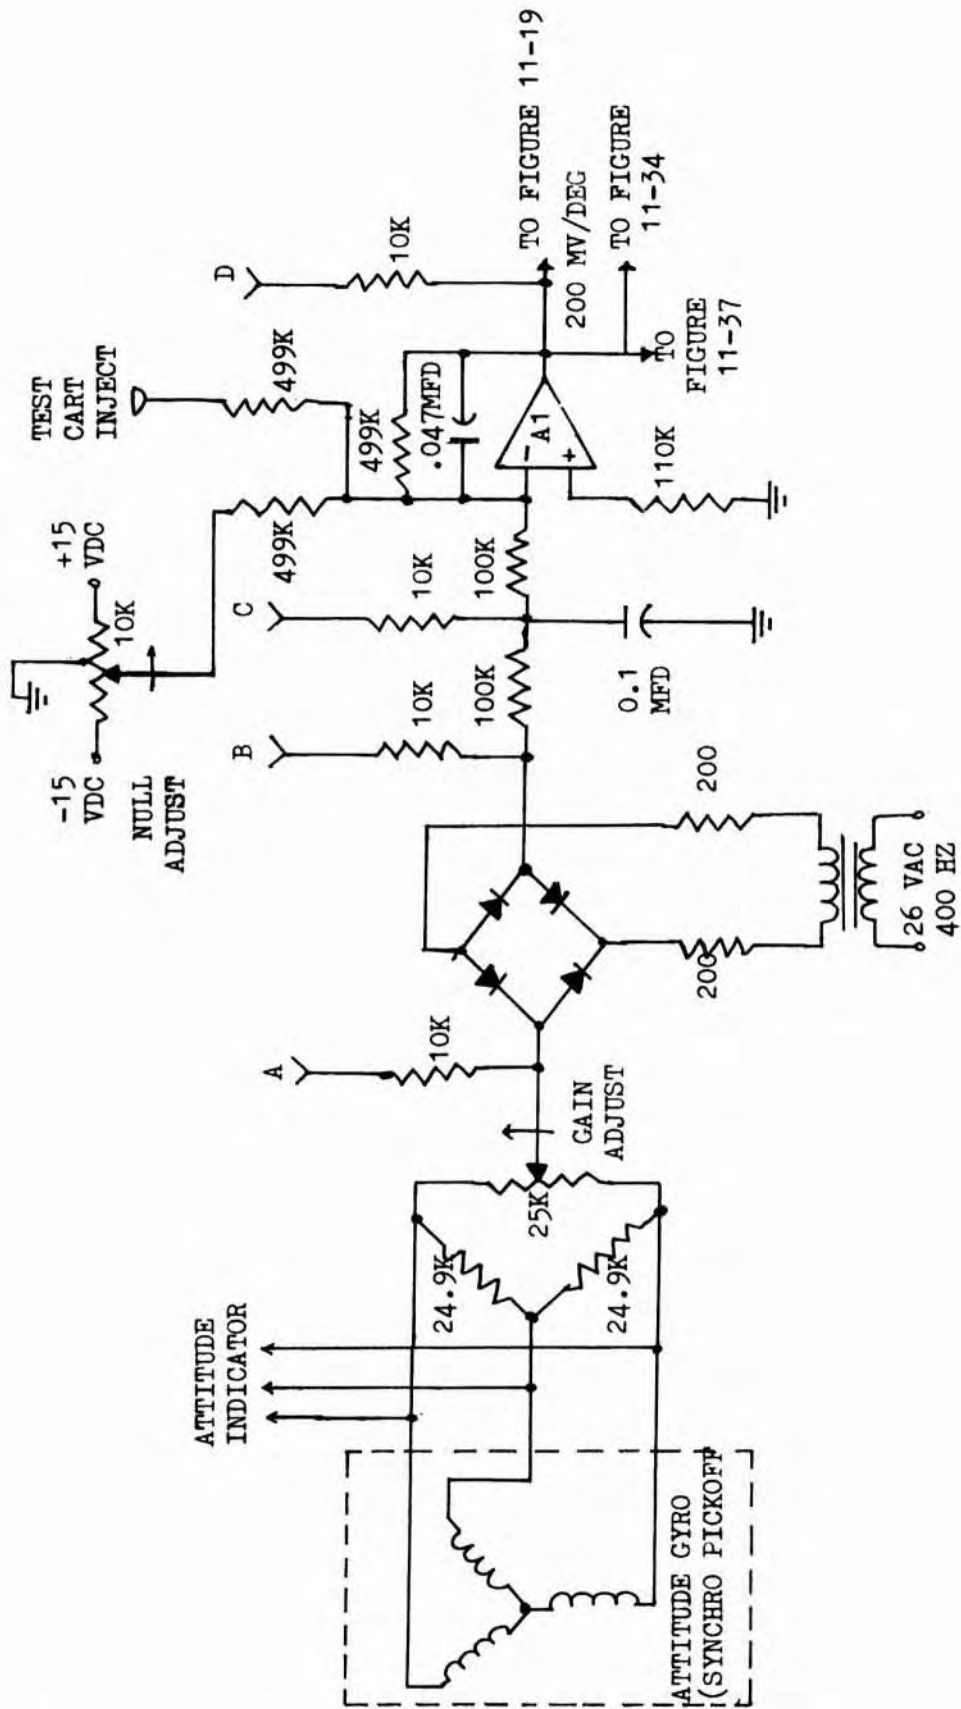 ATTITUDE GYRO
(SYNCHRO PICKOFF
ATTITUDE
INDICATOR
24.9K
24.9K
25K
GAIN
ADJUST
A
10K
200
200
26 VAC
400 HZ
B
10K
100K
C
10K
100K
0.1
MFD
-15
VDC
+15
VDC
10K
NULL
ADJUST
499K
TEST
CART
INJECT
499K
499K
.047MFD
-
+
A1
110K
D
10K
TO FIGURE 11-19
200 MV/DEG
TO FIGURE
11-34
TO
FIGURE
11-37